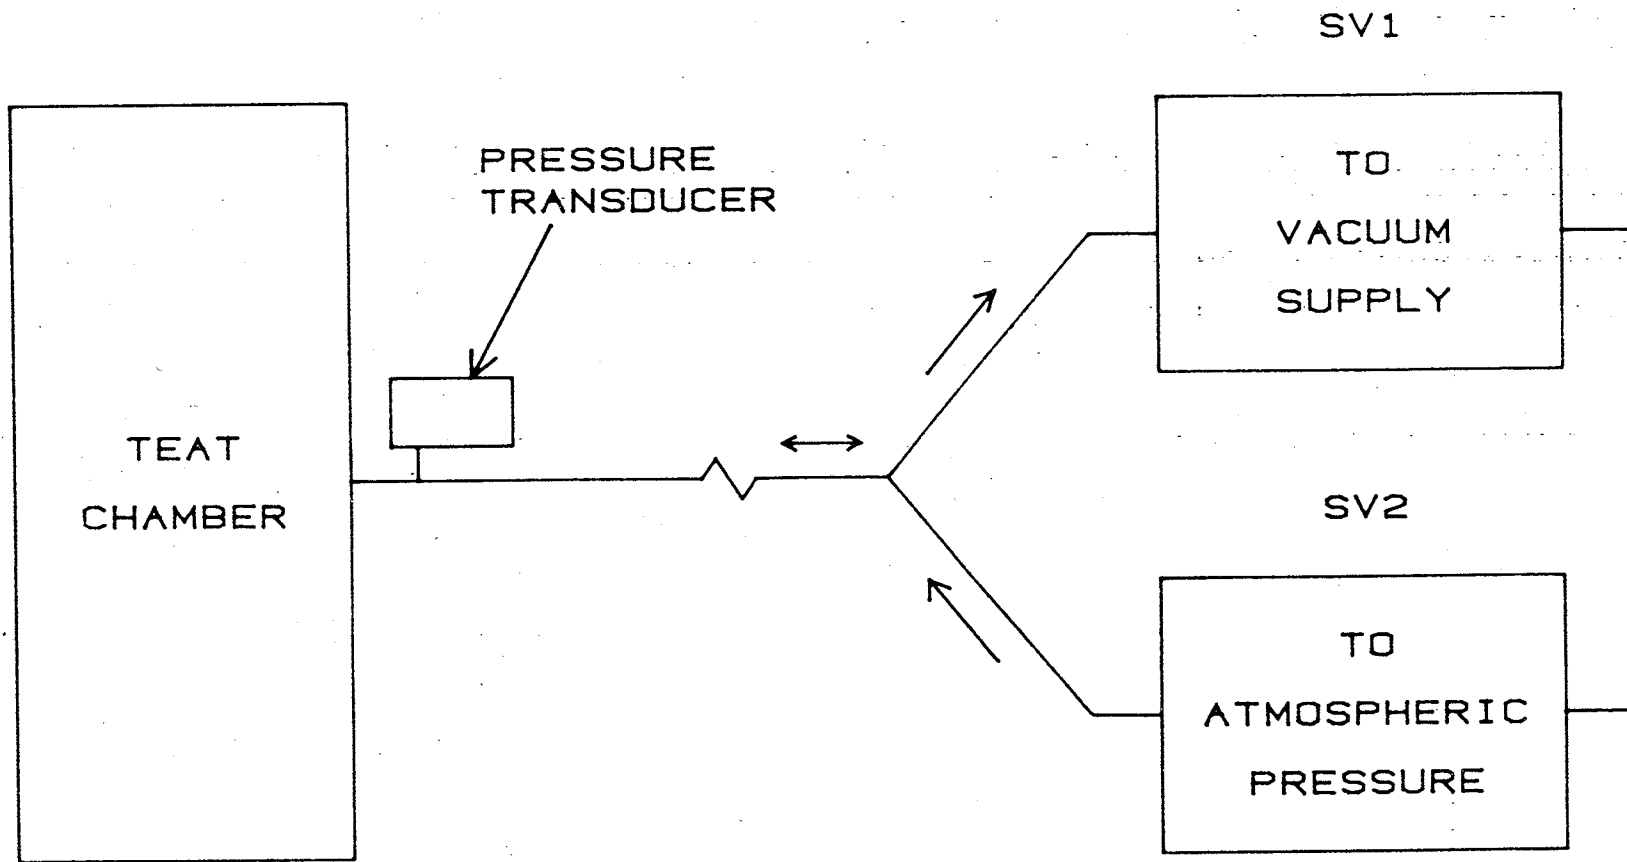 SV1
PRESSURE
TRANSDUCER
TO
VACUUM
SUPPLY
TEAT
CHAMBER
SV2
TO
ATMOSPHERIC
PRESSURE